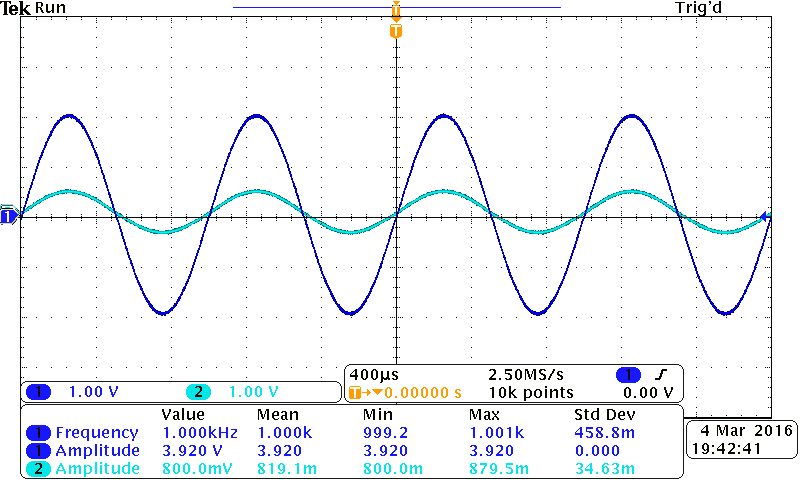 Tek Run Trig'd
T
T
2
1
400µs 2.50MS/s 1
1 1.00 V 2 1.00 V T→▼0.00000 s 10k points 0.00 V
Value Mean Min Max Std Dev
1 Frequency 1.000kHz 1.000k 999.2 1.001k 458.8m
1 Amplitude 3.920 V 3.920 3.920 3.920 0.000
2 Amplitude 800.0mV 819.1m 800.0m 879.5m 34.63m
4 Mar 2016
19:42:41